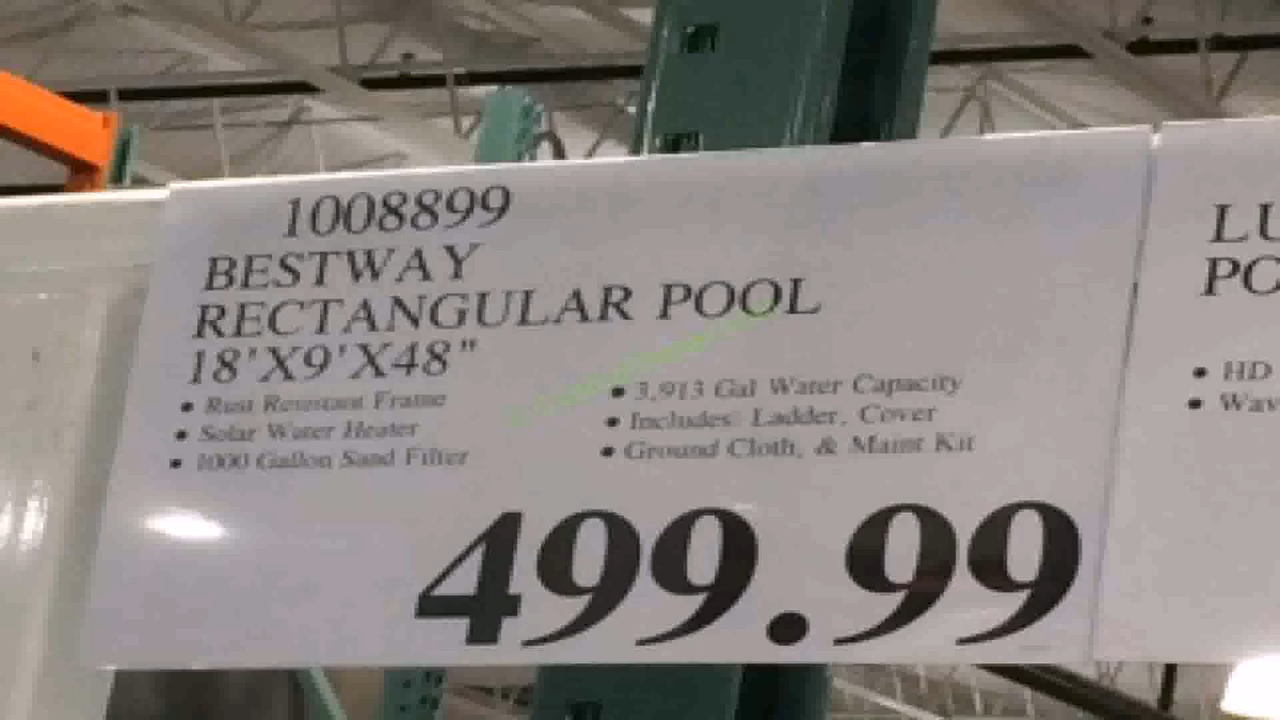 1008899
BESTWAY
RECTANGULAR POOL
18'X9'X48"
• Rust Resistant Frame
• Solar Water Heater
• 1000 Gallon Sand Filter
• 3,913 Gal Water Capacity
• Includes: Ladder, Cover
• Ground Cloth, & Maint Kit
499.99
LU
PO
• HD
• Wav